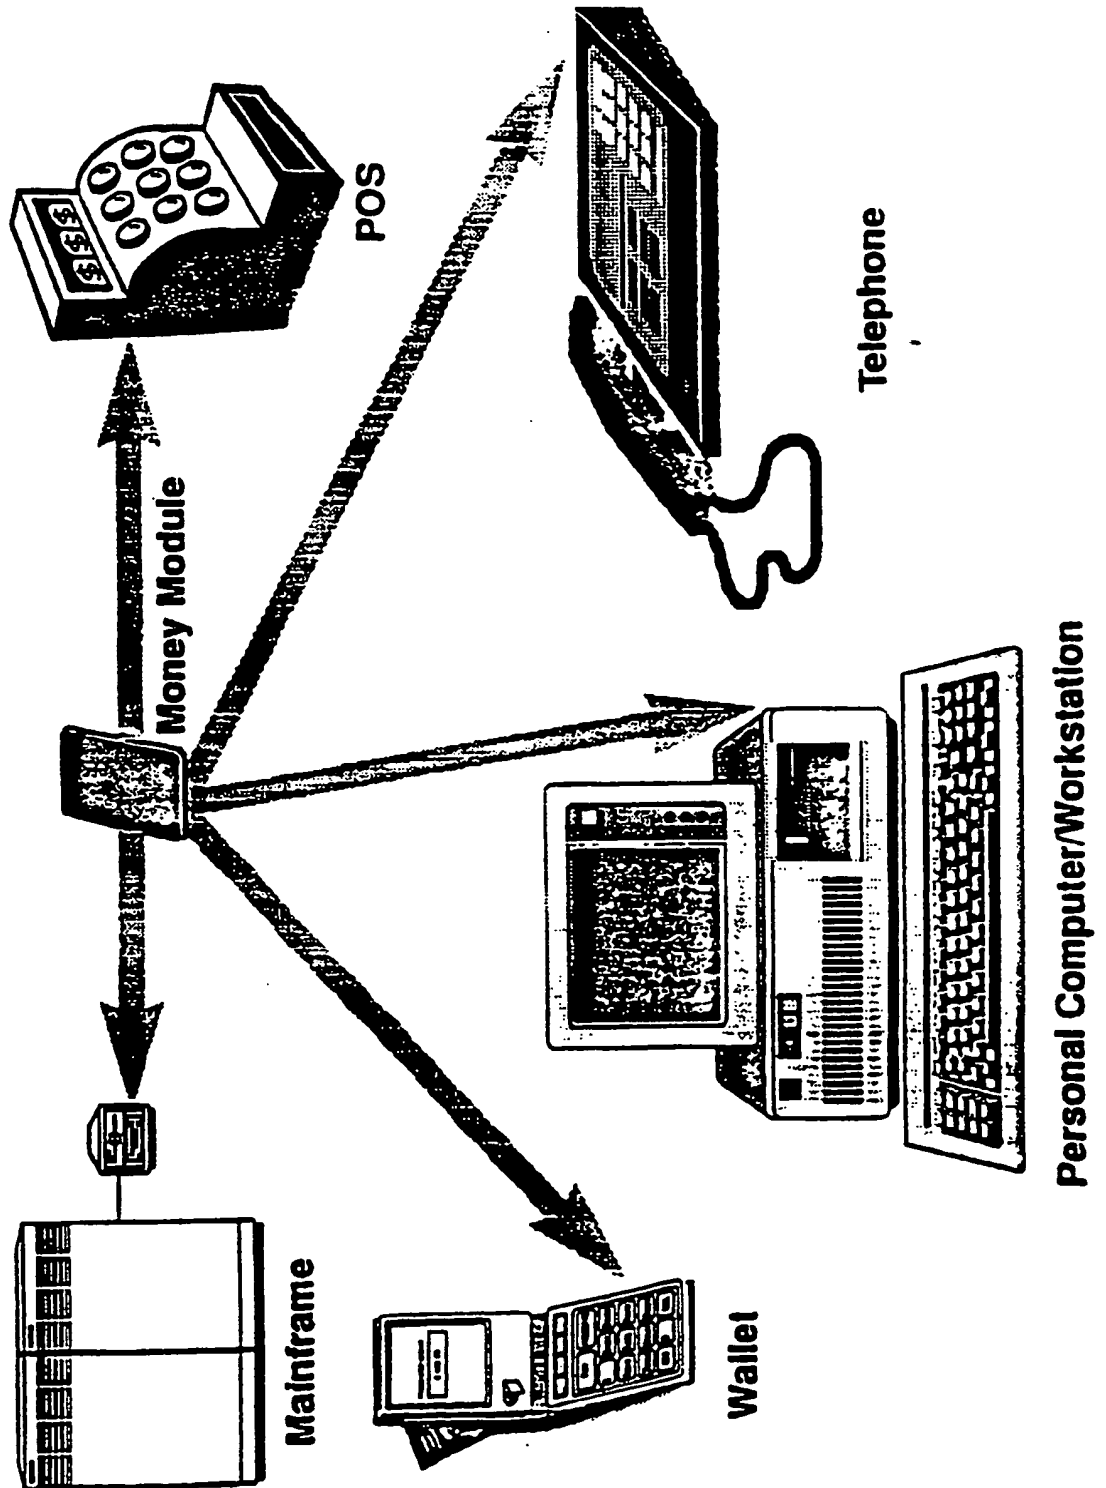 Mainframe
Money Module
$ $ $
POS
Wallet
Personal Computer/Workstation
Telephone